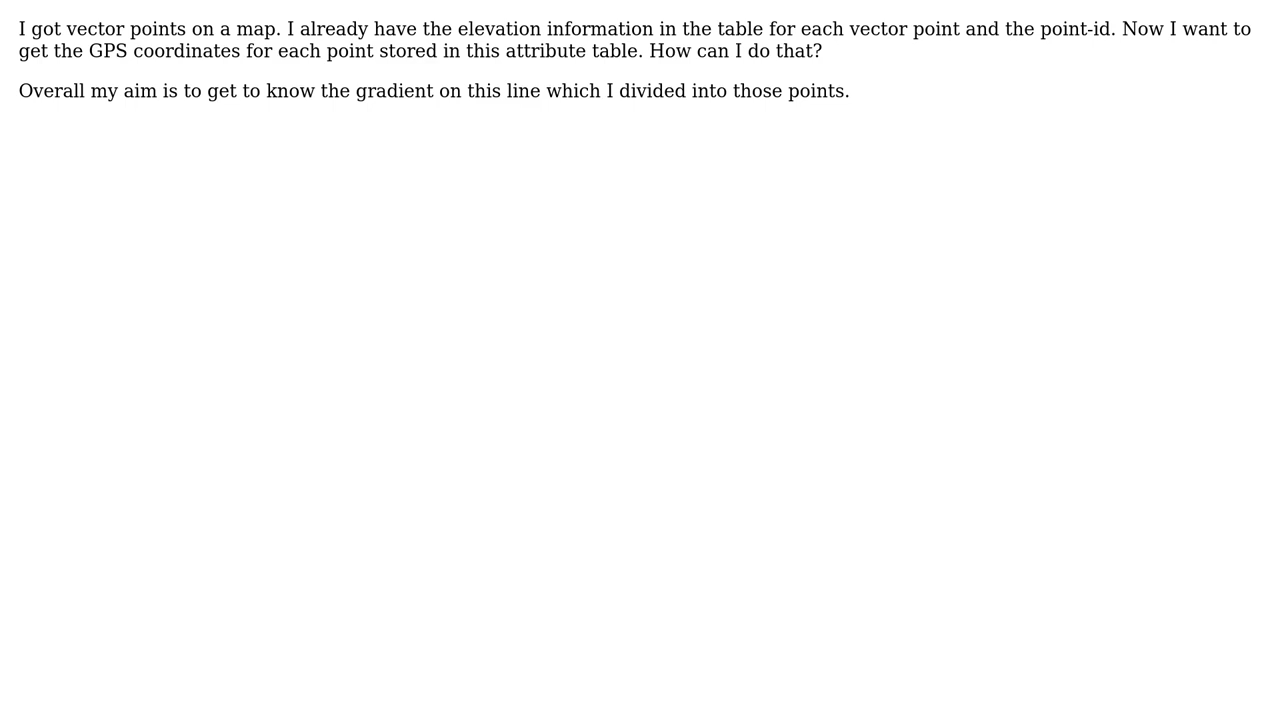 I got vector points on a map. I already have the elevation information in the table for each vector point and the point-id. Now I want to
get the GPS coordinates for each point stored in this attribute table. How can I do that?
Overall my aim is to get to know the gradient on this line which I divided into those points.